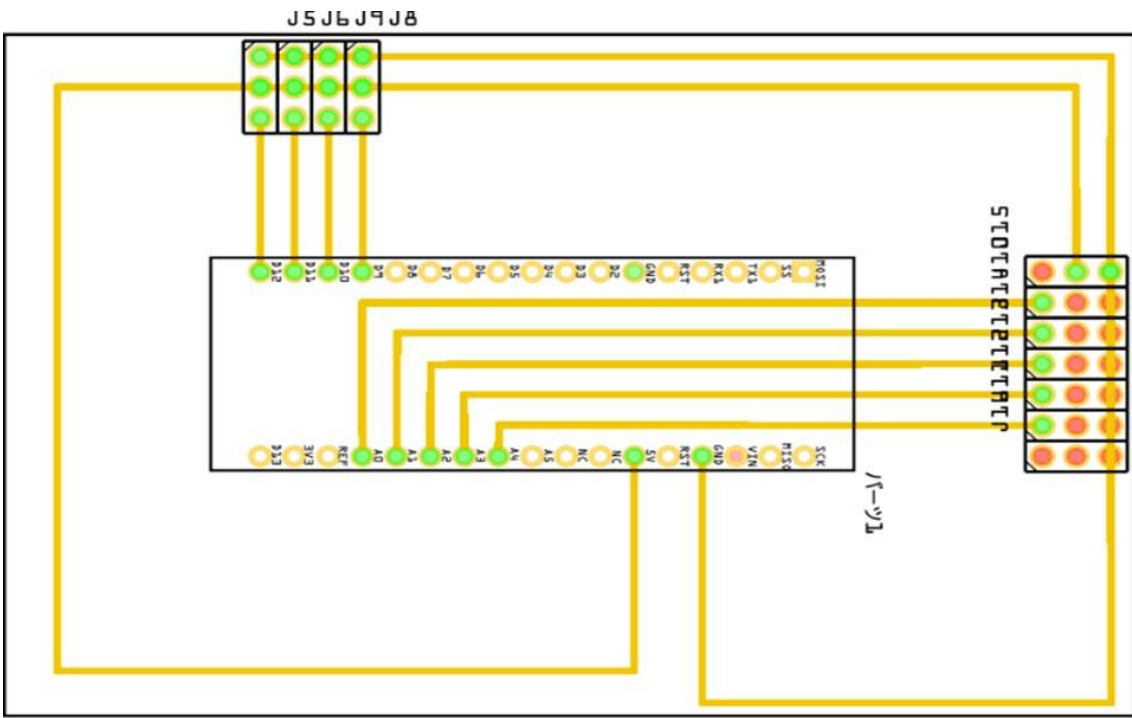 J5J6J9J8
D12 D11 D10 D9 D8 D7 D6 D5 D4 D3 D2 GND RST RX1 TX1 SS MOSI
D13 3V3 REF A0 A1 A2 A3 A4 A5 NC NC 5V RST GND VIN MISO SCK
パーツ1